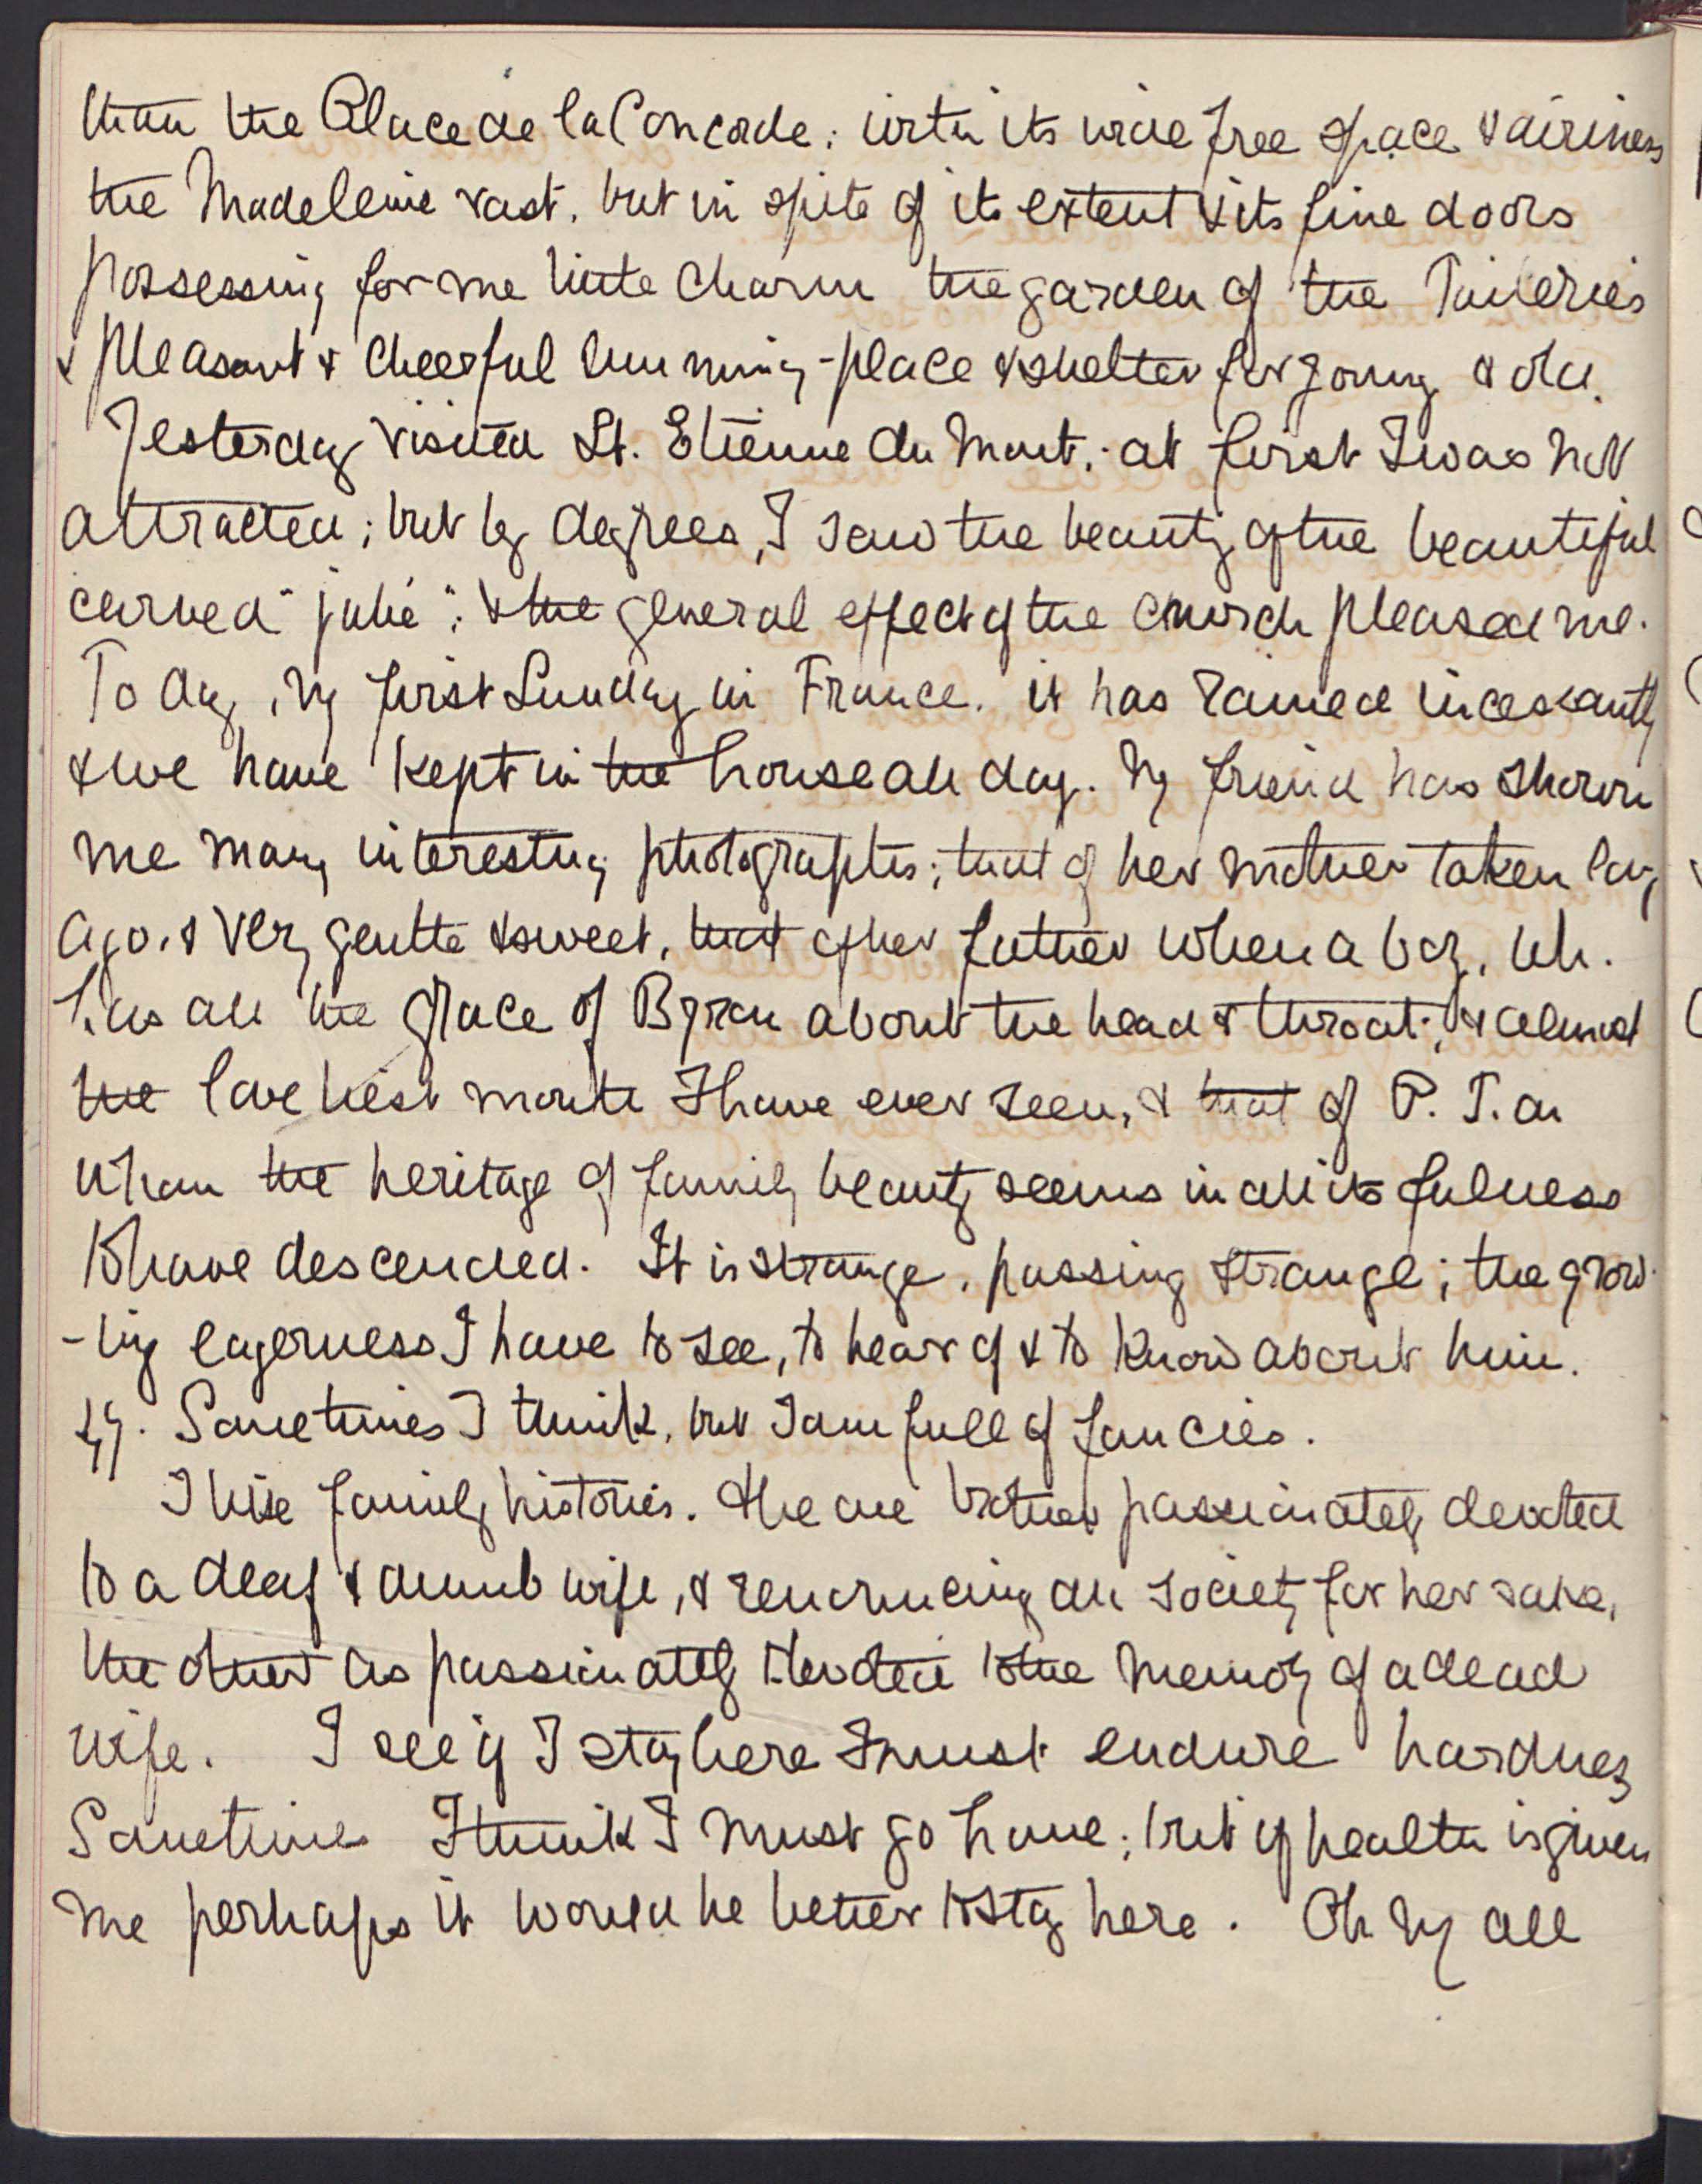 than the Place de la Concorde: with its wide free space & airiness
the Madeleine vast, but in spite of its extent & its fine doors
possessing for me little charm the garden of the Tuileries
a pleasant & cheerful -place & shelter for young & old.
Yesterday visited St. Etienne du Mont; at first I was not
attracted; but by degrees, I saw the beauty of the beautiful
carved "jubé"; & the general effect of the church pleased me.
To day, my first Sunday in France. it has rained incessantly
& we have kept in the house all day. My friend has shown
me many interesting photographs; that of her mother taken long
ago, & very gentle & sweet, that of her father when a boy, wh.
has all the grace of Byron about the head & throat; & almost
the loveliest mouth I have ever seen, & that of P. T. on
whom the heritage of family beauty seems in all its fulness
to have descended. It is strange, passing strange; the grow-
-ing eagerness I have to see, to hear of & to know about him.
Sometimes I think, but I am full of fancies.
I like family histories. The one brother passionately devoted
to a deaf & dumb wife, & renouncing all society for her sake,
the other as passionately devoted to the memory of a dead
wife. I see if I stay here I must endure hardness
Sometimes I think I must go home; but if health is given
me perhaps it would be better to stay here. Oh my all